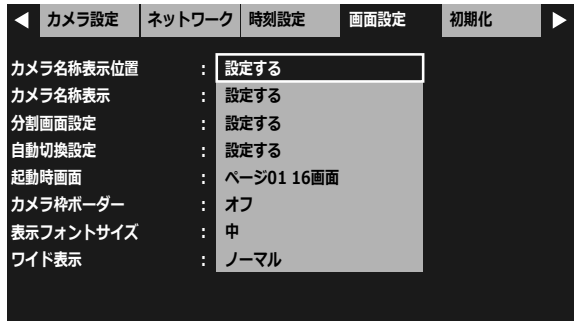 ◀ カメラ設定 ネットワーク 時刻設定 画面設定 初期化 ▶
カメラ名称表示位置 : 設定する
カメラ名称表示 : 設定する
分割画面設定 : 設定する
自動切換設定 : 設定する
起動時画面 : ページ01 16画面
カメラ枠ボーダー : オフ
表示フォントサイズ : 中
ワイド表示 : ノーマル